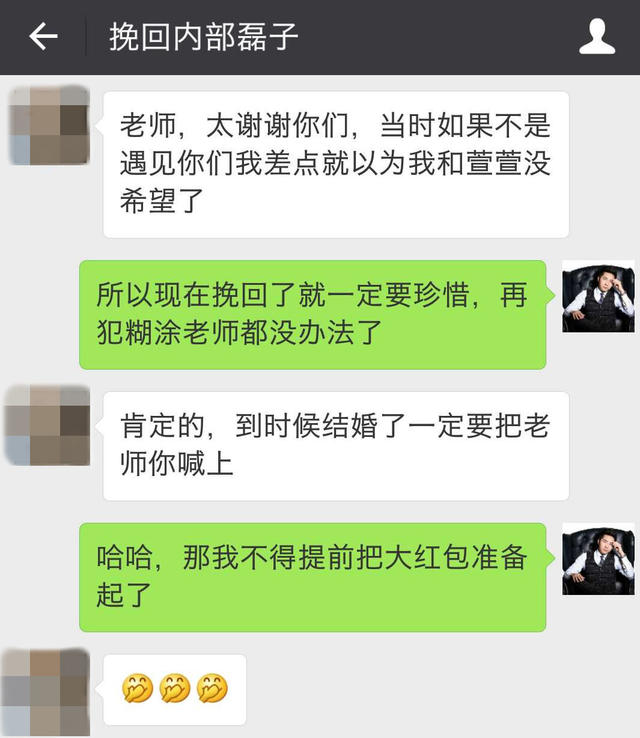 挽回内部磊子
老师，太谢谢你们，当时如果不是
遇见你们我差点就以为我和萱萱没
希望了
所以现在挽回了就一定要珍惜，再
犯糊涂老师都没办法了
肯定的，到时候结婚了一定要把老
师你喊上
哈哈，那我不得提前把大红包准备
起了